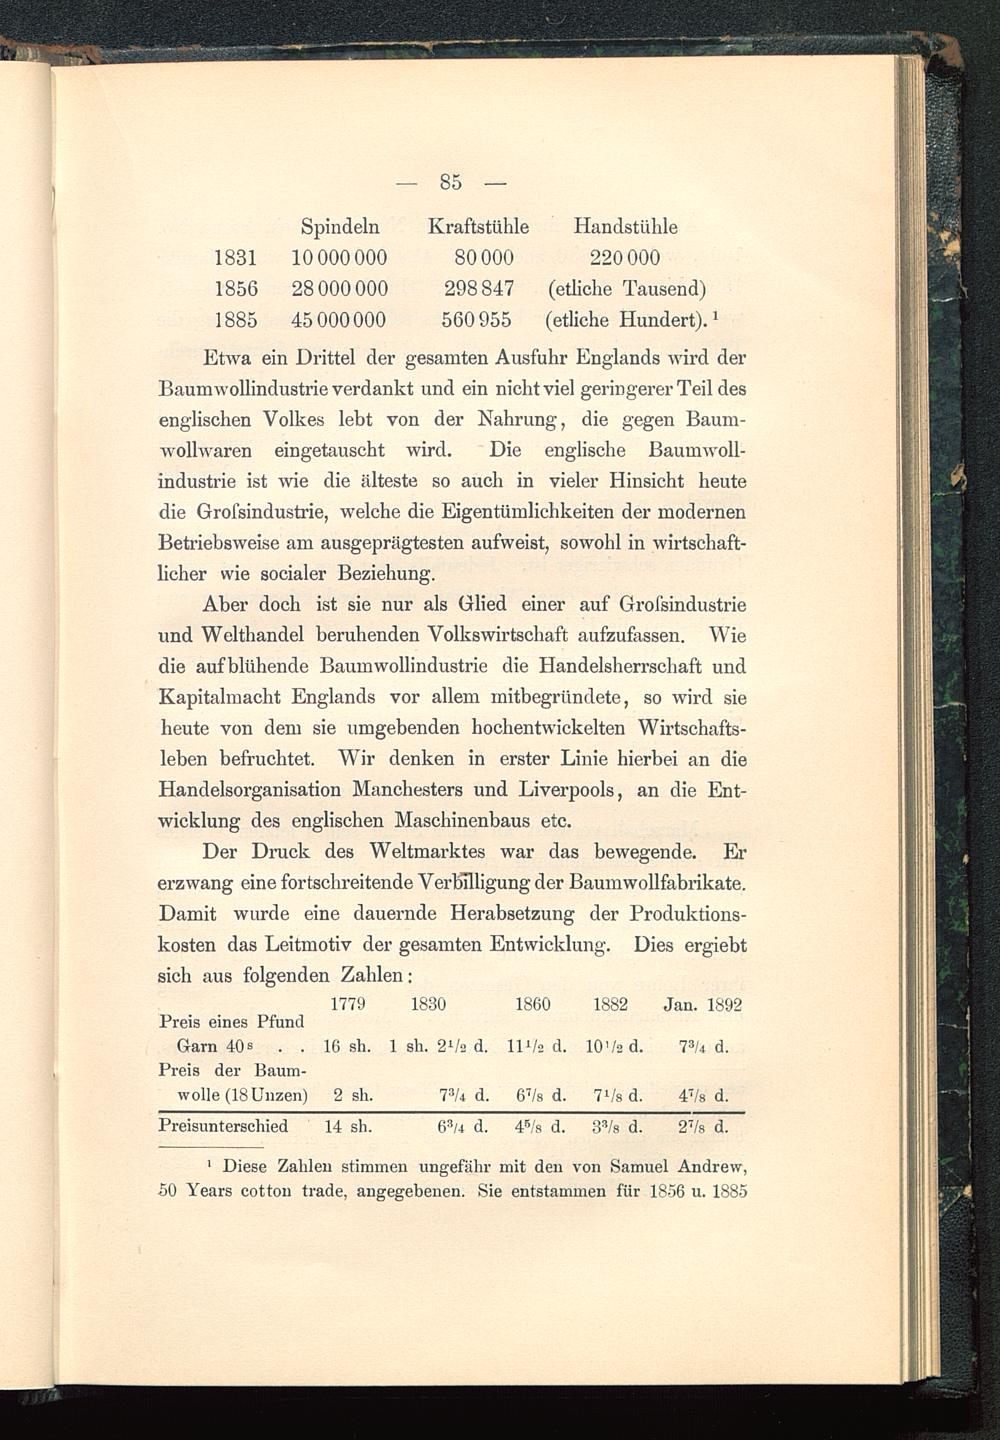 — 85 —
Spindeln Kraftstühle Handstühle
1831 10 000 000 80 000 220 000
1856 28 000 000 298 847 (etliche Tausend)
1885 45 000 000 560 955 (etliche Hundert).¹
Etwa ein Drittel der gesamten Ausfuhr Englands wird der
Baumwollindustrie verdankt und ein nicht viel geringerer Teil des
englischen Volkes lebt von der Nahrung, die gegen Baum-
wollwaren eingetauscht wird. Die englische Baumwoll-
industrie ist wie die älteste so auch in vieler Hinsicht heute
die Groſsindustrie, welche die Eigentümlichkeiten der modernen
Betriebsweise am ausgeprägtesten aufweist, sowohl in wirtschaft-
licher wie socialer Beziehung.
Aber doch ist sie nur als Glied einer auf Groſsindustrie
und Welthandel beruhenden Volkswirtschaft aufzufassen. Wie
die aufblühende Baumwollindustrie die Handelsherrschaft und
Kapitalmacht Englands vor allem mitbegründete, so wird sie
heute von dem sie umgebenden hochentwickelten Wirtschafts-
leben befruchtet. Wir denken in erster Linie hierbei an die
Handelsorganisation Manchesters und Liverpools, an die Ent-
wicklung des englischen Maschinenbaus etc.
Der Druck des Weltmarktes war das bewegende. Er
erzwang eine fortschreitende Verbilligung der Baumwollfabrikate.
Damit wurde eine dauernde Herabsetzung der Produktions-
kosten das Leitmotiv der gesamten Entwicklung. Dies ergiebt
sich aus folgenden Zahlen:
1779 1830 1860 1882 Jan. 1892
Preis eines Pfund
Garn 40s . . 16 sh. 1 sh. 2¹/₂ d. 11¹/₂ d. 10¹/₂ d. 7³/₄ d.
Preis der Baum-
wolle (18 Unzen) 2 sh. 7³/₄ d. 6⁷/₈ d. 7¹/₈ d. 4⁷/₈ d.
Preisunterschied 14 sh. 6³/₄ d. 4⁵/₈ d. 3³/₈ d. 2⁷/₈ d.
¹ Diese Zahlen stimmen ungefähr mit den von Samuel Andrew,
50 Years cotton trade, angegebenen. Sie entstammen für 1856 u. 1885